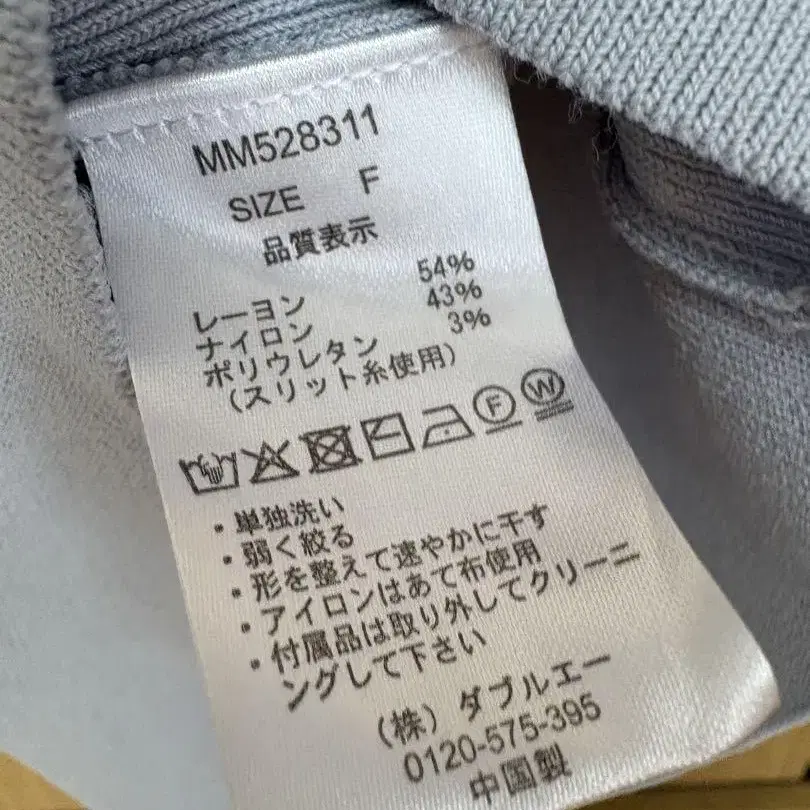 MM528311
SIZE F
品質表示
レーヨン 54%
ナイロン 43%
ポリウレタン 3%
(スリット糸使用)
F W
・単独洗い
・弱く絞る
・形を整えて速やかに干す
・アイロンはあて布使用
・付属品は取り外してクリーニ
ングして下さい
(株)ダブルエー
0120-575-395
中国製